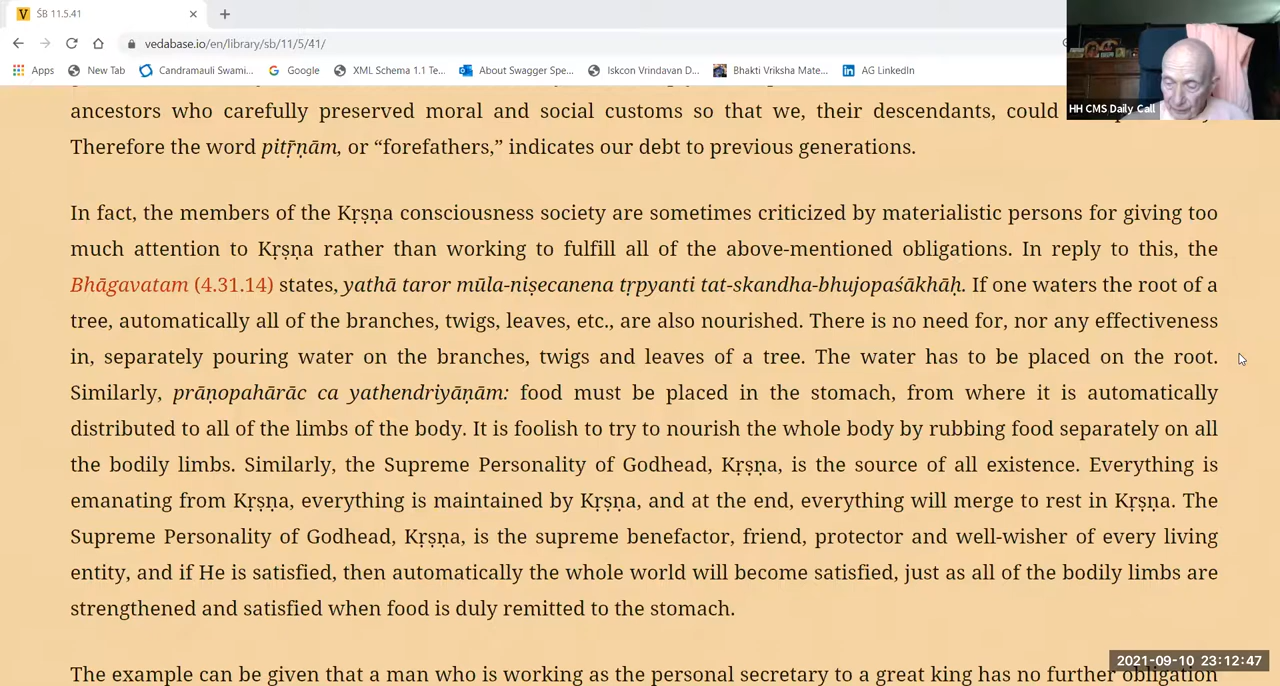 ŚB 11.5.41
vedabase.io/en/library/sb/11/5/41/
Apps New Tab Candramauli Swami... Google XML Schema 1.1 Te... About Swagger Spe... Iskcon Vrindavan D... Bhakti Vriksha Mate... AG LinkedIn
HH CMS Daily Call
ancestors who carefully preserved moral and social customs so that we, their descendants, could
Therefore the word pitṝṇām, or “forefathers,” indicates our debt to previous generations.
In fact, the members of the Kṛṣṇa consciousness society are sometimes criticized by materialistic persons for giving too
much attention to Kṛṣṇa rather than working to fulfill all of the above-mentioned obligations. In reply to this, the
Bhāgavatam (4.31.14) states, yathā taror mūla-niṣecanena tṛpyanti tat-skandha-bhujopaśākhāḥ. If one waters the root of a
tree, automatically all of the branches, twigs, leaves, etc., are also nourished. There is no need for, nor any effectiveness
in, separately pouring water on the branches, twigs and leaves of a tree. The water has to be placed on the root.
Similarly, prāṇopahārāc ca yathendriyāṇām: food must be placed in the stomach, from where it is automatically
distributed to all of the limbs of the body. It is foolish to try to nourish the whole body by rubbing food separately on all
the bodily limbs. Similarly, the Supreme Personality of Godhead, Kṛṣṇa, is the source of all existence. Everything is
emanating from Kṛṣṇa, everything is maintained by Kṛṣṇa, and at the end, everything will merge to rest in Kṛṣṇa. The
Supreme Personality of Godhead, Kṛṣṇa, is the supreme benefactor, friend, protector and well-wisher of every living
entity, and if He is satisfied, then automatically the whole world will become satisfied, just as all of the bodily limbs are
strengthened and satisfied when food is duly remitted to the stomach.
The example can be given that a man who is working as the personal secretary to a great king has no further obligation
2021-09-10 23:12:47